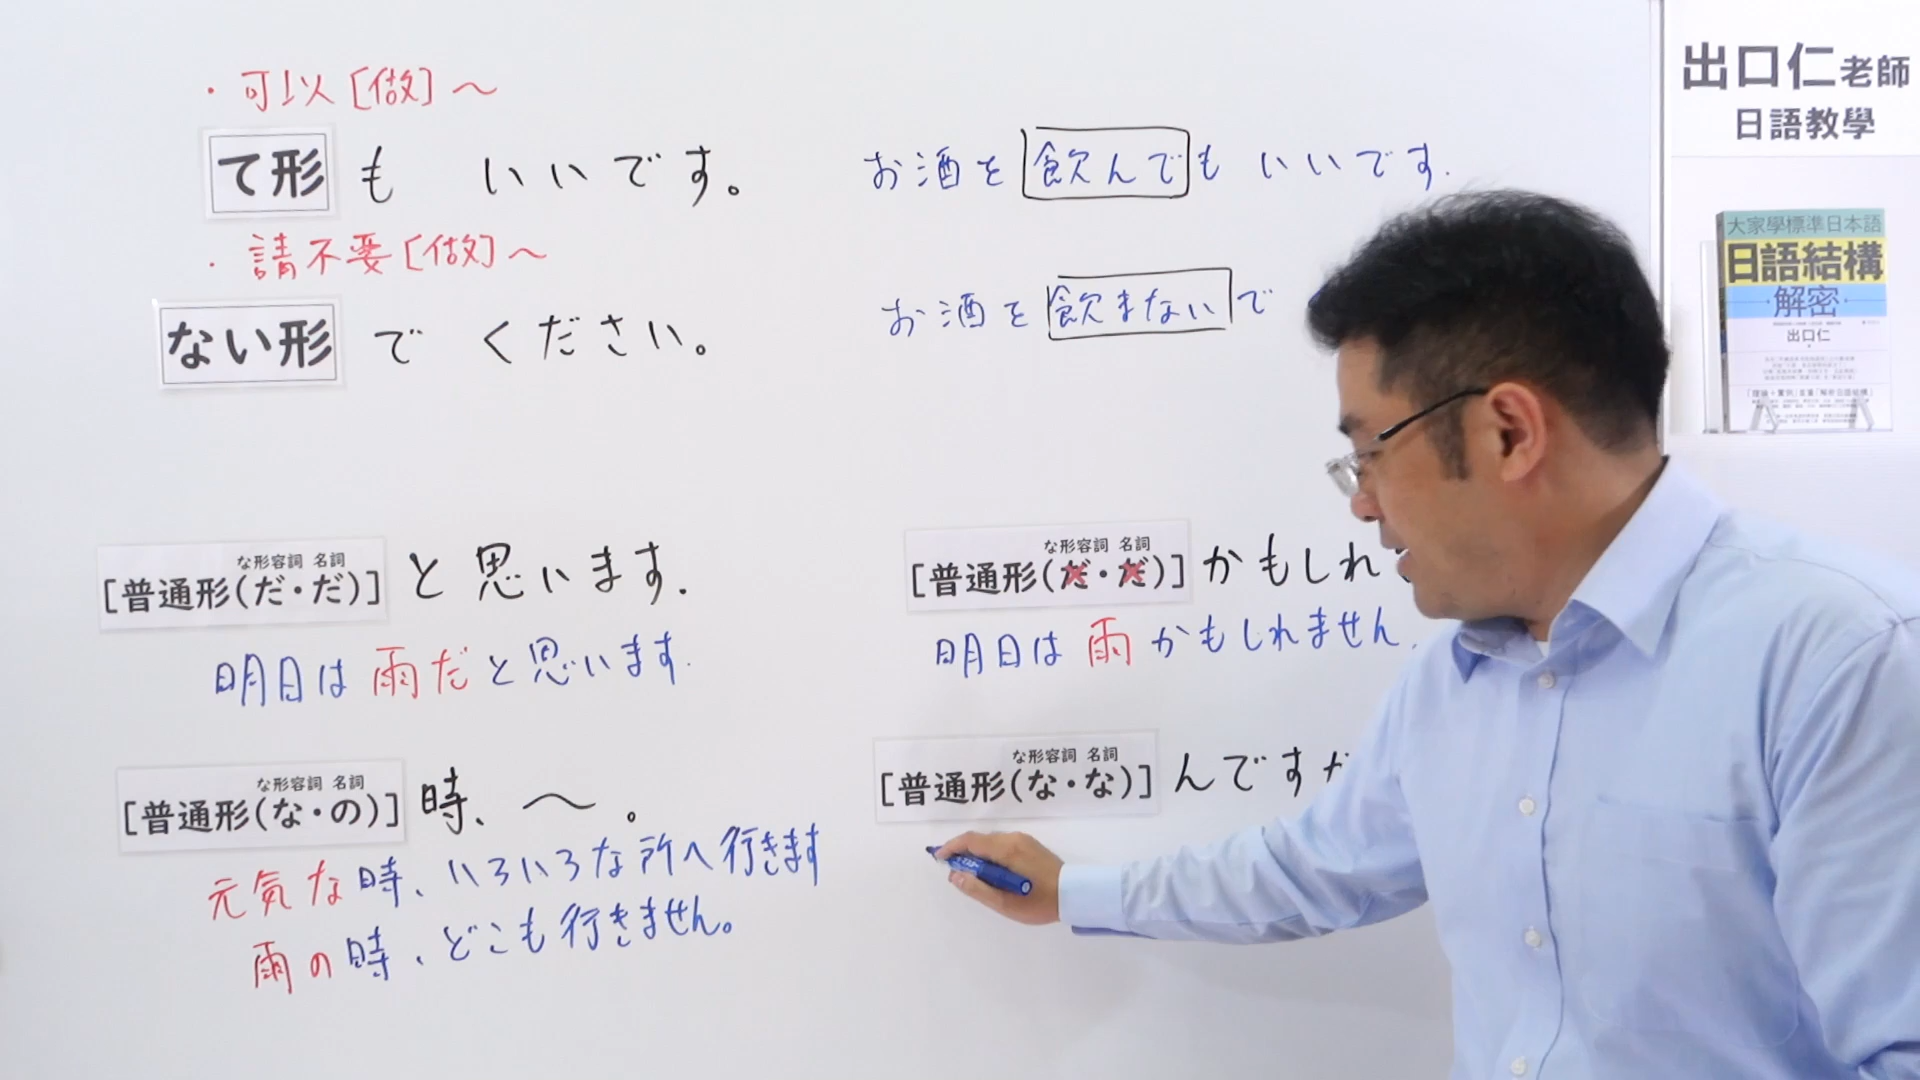 ・可以[做]～
て形も いいです。
・請不要[做]～
ない形で ください。
お酒を飲んでも いいです.
お酒を飲まないで
な形容詞 名詞
[普通形(だ・だ)]と思います.
明日は雨だと思います.
な形容詞 名詞
[普通形(だ・だ)]かもしれ
明日は雨かもしれません.
な形容詞 名詞
[普通形(な・の)]時、～。
元気な時、いろいろな所へ行きます
雨の時、どこも行きません。
な形容詞 名詞
[普通形(な・な)]んですか
出口仁老師
日語教學
大家學標準日本語
日語結構
解密
出口仁